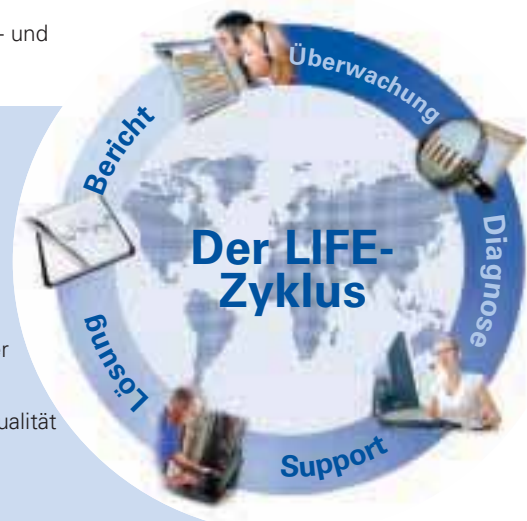 - und
Überwachung
Diagnose
Support
Lösung
Bericht
Der LIFE-
Zyklus
r
ualität